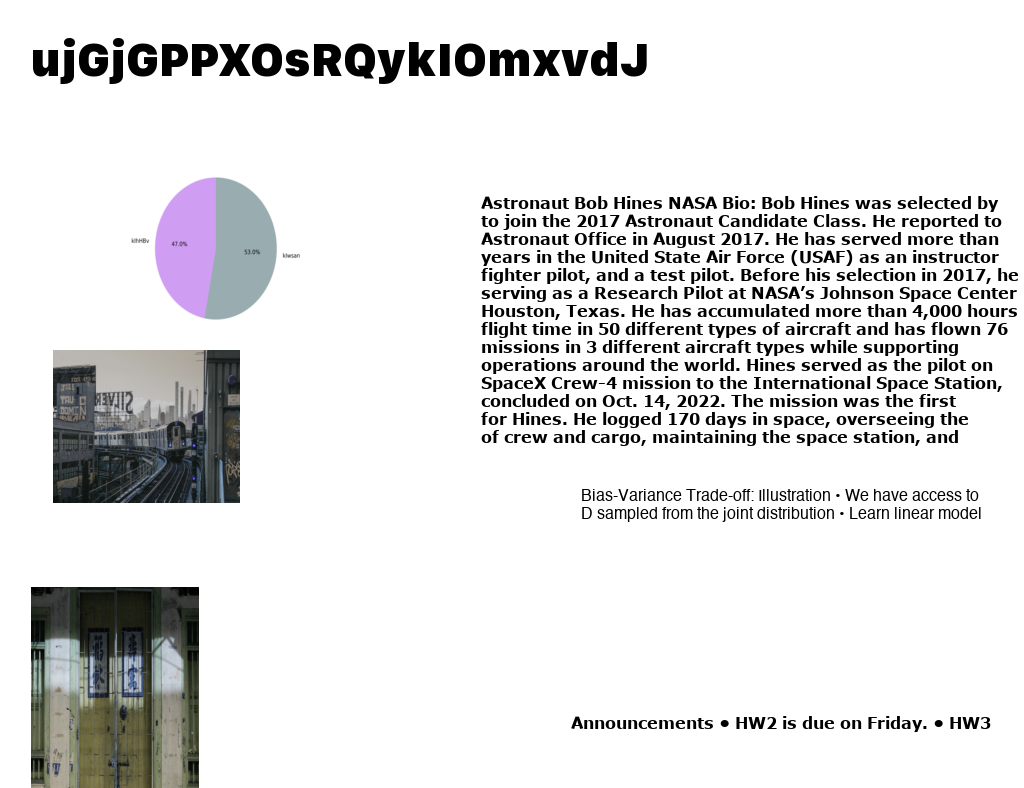 ujGjGPPXOsRQykIOmxvdJ
klhHBv
47.0%
53.0%
klwsan
Astronaut Bob Hines NASA Bio: Bob Hines was selected by
to join the 2017 Astronaut Candidate Class. He reported to
Astronaut Office in August 2017. He has served more than
years in the United State Air Force (USAF) as an instructor
fighter pilot, and a test pilot. Before his selection in 2017, he
serving as a Research Pilot at NASA’s Johnson Space Center
Houston, Texas. He has accumulated more than 4,000 hours
flight time in 50 different types of aircraft and has flown 76
missions in 3 different aircraft types while supporting
operations around the world. Hines served as the pilot on
SpaceX Crew-4 mission to the International Space Station,
concluded on Oct. 14, 2022. The mission was the first
for Hines. He logged 170 days in space, overseeing the
of crew and cargo, maintaining the space station, and
SILVER
Bias-Variance Trade-off: Illustration • We have access to
D sampled from the joint distribution • Learn linear model
Announcements ● HW2 is due on Friday. ● HW3